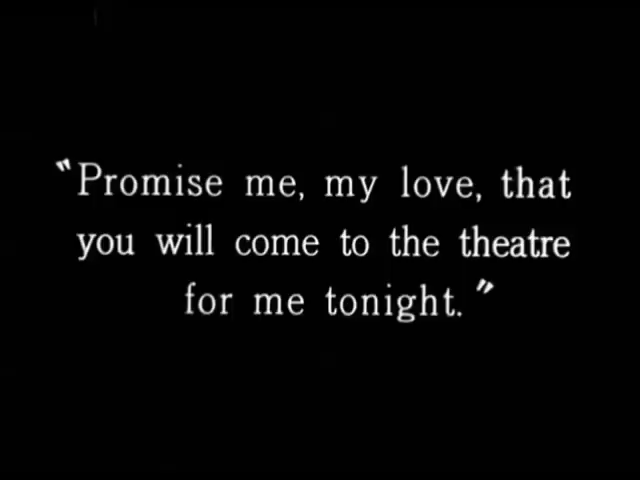 "Promise me, my love, that
you will come to the theatre
for me tonight."